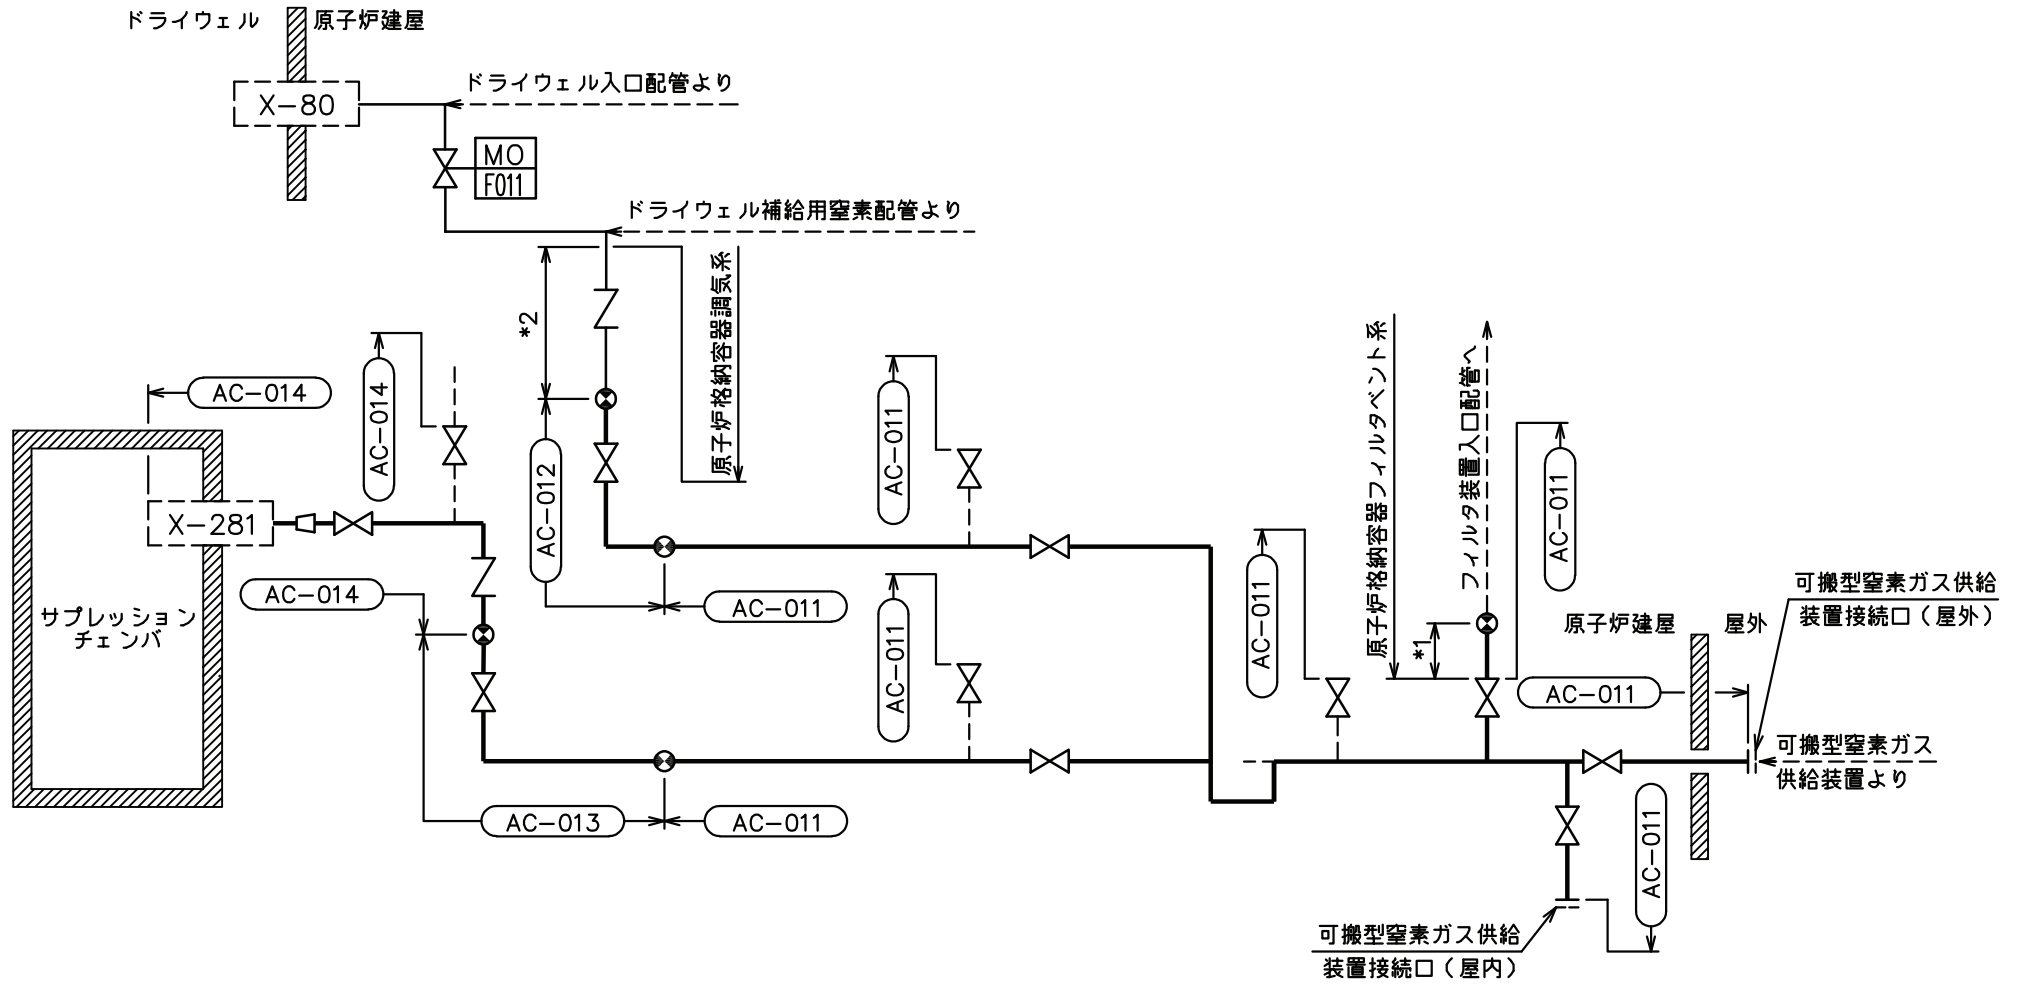 ドライウェル
原子炉建屋
X-80
ドライウェル入口配管より
MO
F011
ドライウェル補給用窒素配管より
*2
原子炉格納容器調気系
AC-014
AC-014
AC-012
AC-011
X-281
AC-014
サプレッション
チェンバ
AC-011
AC-011
AC-013
AC-011
AC-011
原子炉格納容器フィルタベント系
フィルタ装置入口配管へ
*1
AC-011
原子炉建屋
屋外
AC-011
可搬型窒素ガス供給
装置接続口(屋外)
可搬型窒素ガス
供給装置より
AC-011
可搬型窒素ガス供給
装置接続口(屋内)